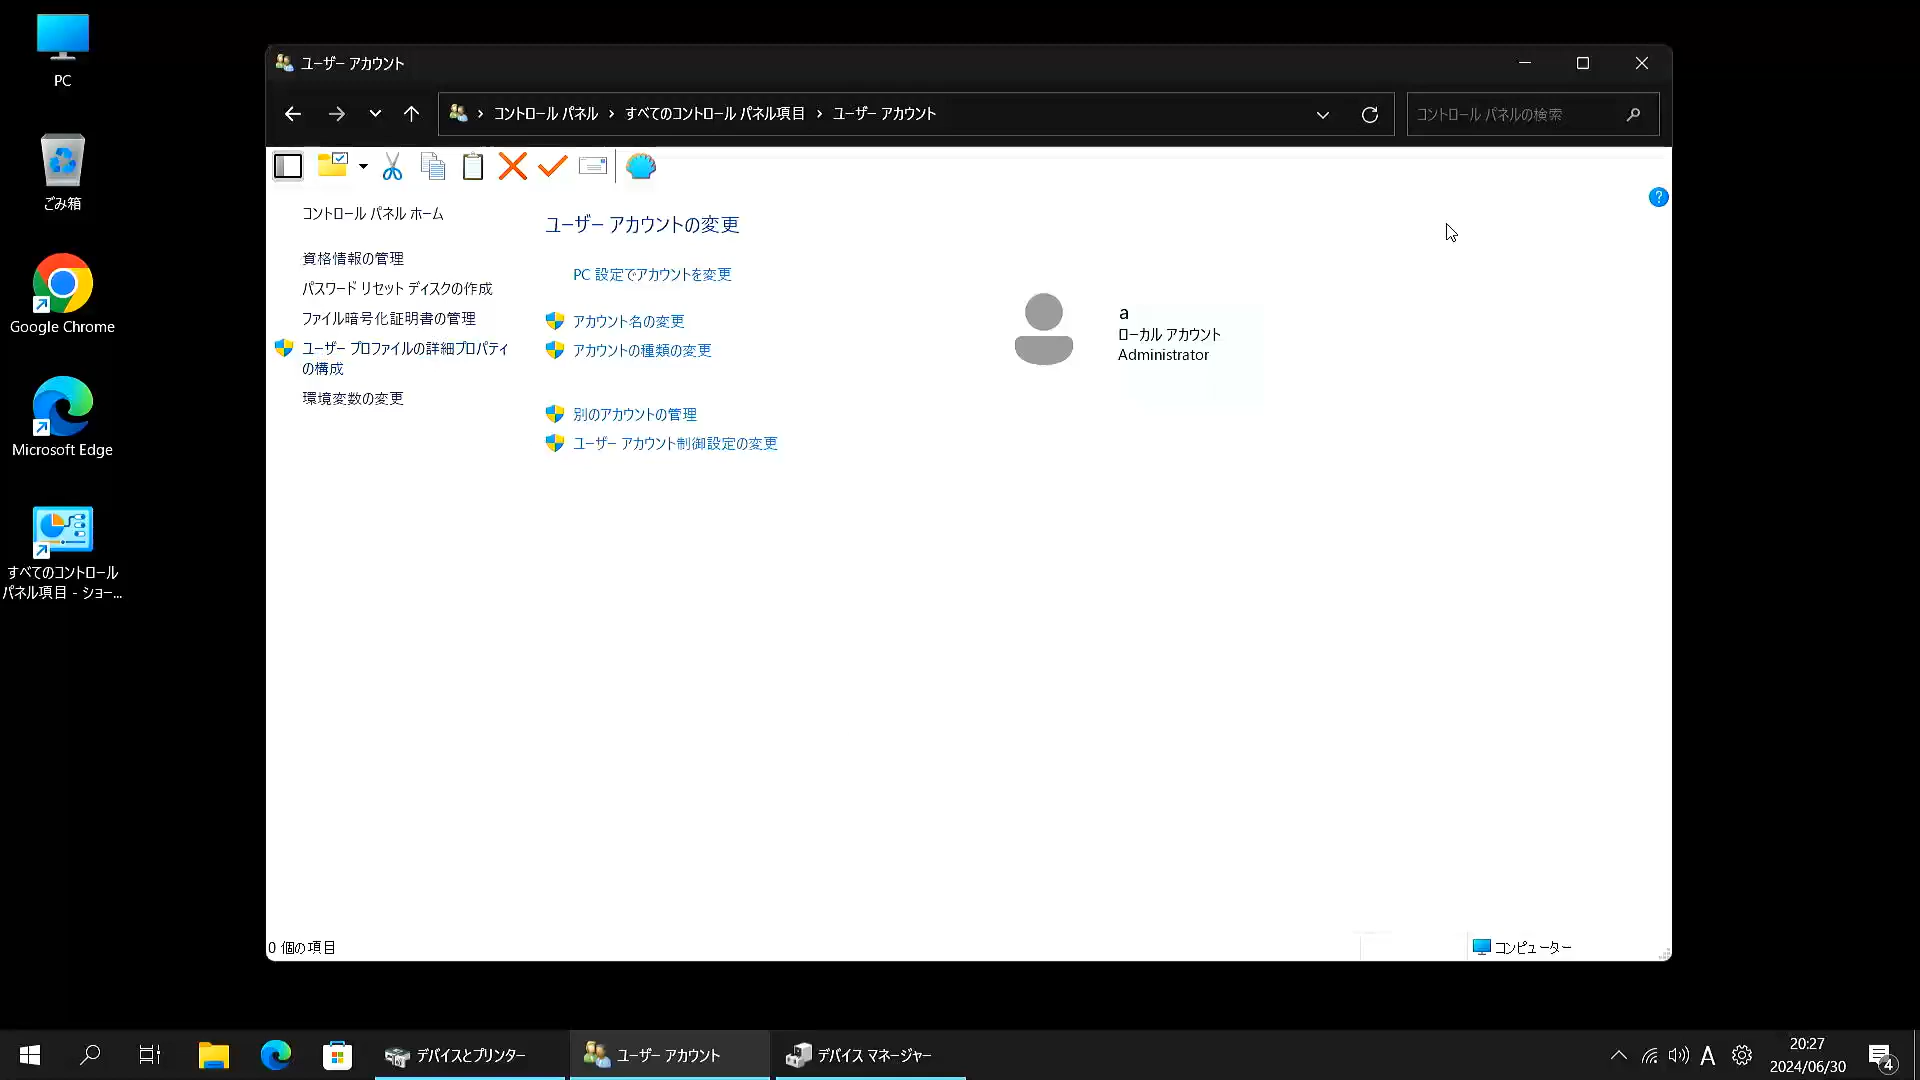 PC
ごみ箱
Google Chrome
Microsoft Edge
すべてのコントロール
パネル項目 - ショー...
ユーザー アカウント
コントロール パネル › すべてのコントロール パネル項目 › ユーザー アカウント
コントロール パネルの検索
コントロール パネル ホーム
資格情報の管理
パスワード リセット ディスクの作成
ファイル暗号化証明書の管理
ユーザー プロファイルの詳細プロパティ
の構成
環境変数の変更
ユーザー アカウントの変更
PC 設定でアカウントを変更
アカウント名の変更
アカウントの種類の変更
別のアカウントの管理
ユーザー アカウント制御設定の変更
a
ローカル アカウント
Administrator
?
0 個の項目
コンピューター
デバイスとプリンター
ユーザー アカウント
デバイス マネージャー
A
20:27
2024/06/30
4